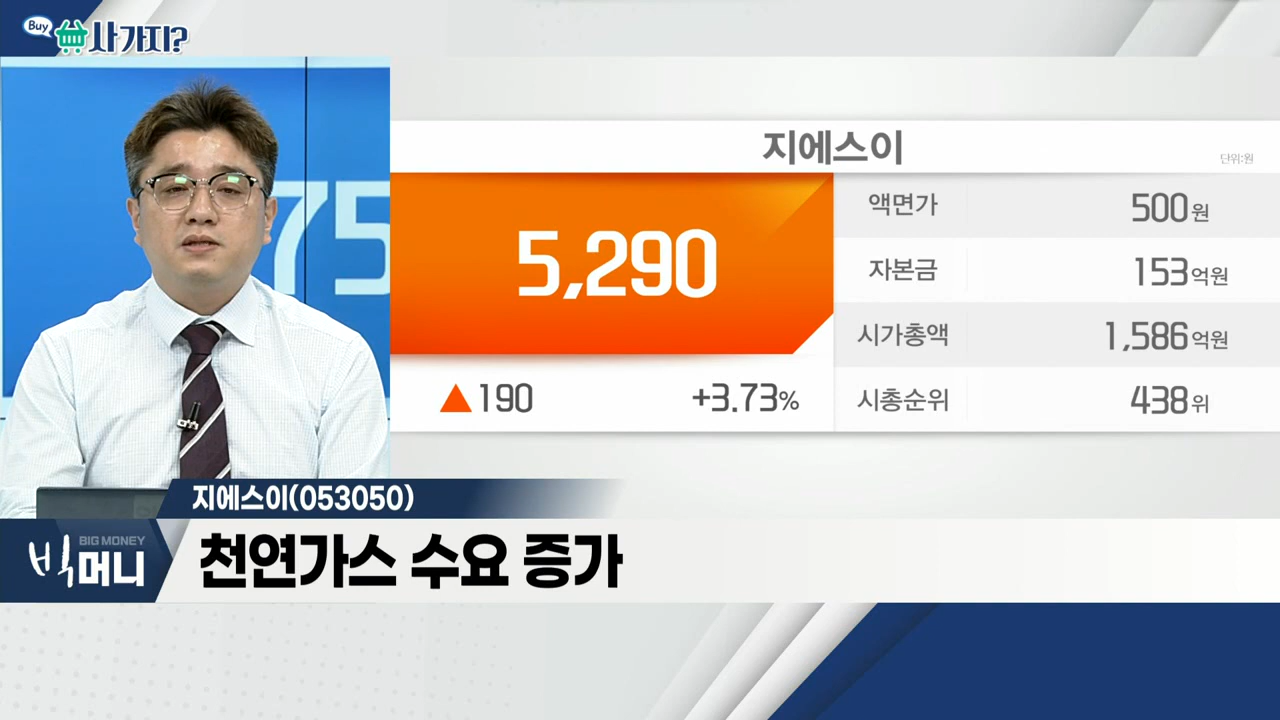 Buy 사가지?
75
지에스이
단위:원
5,290
▲190 +3.73%
액면가 500원
자본금 153억원
시가총액 1,586억원
시총순위 438위
지에스이(053050)
BIG MONEY
빅머니
천연가스 수요 증가